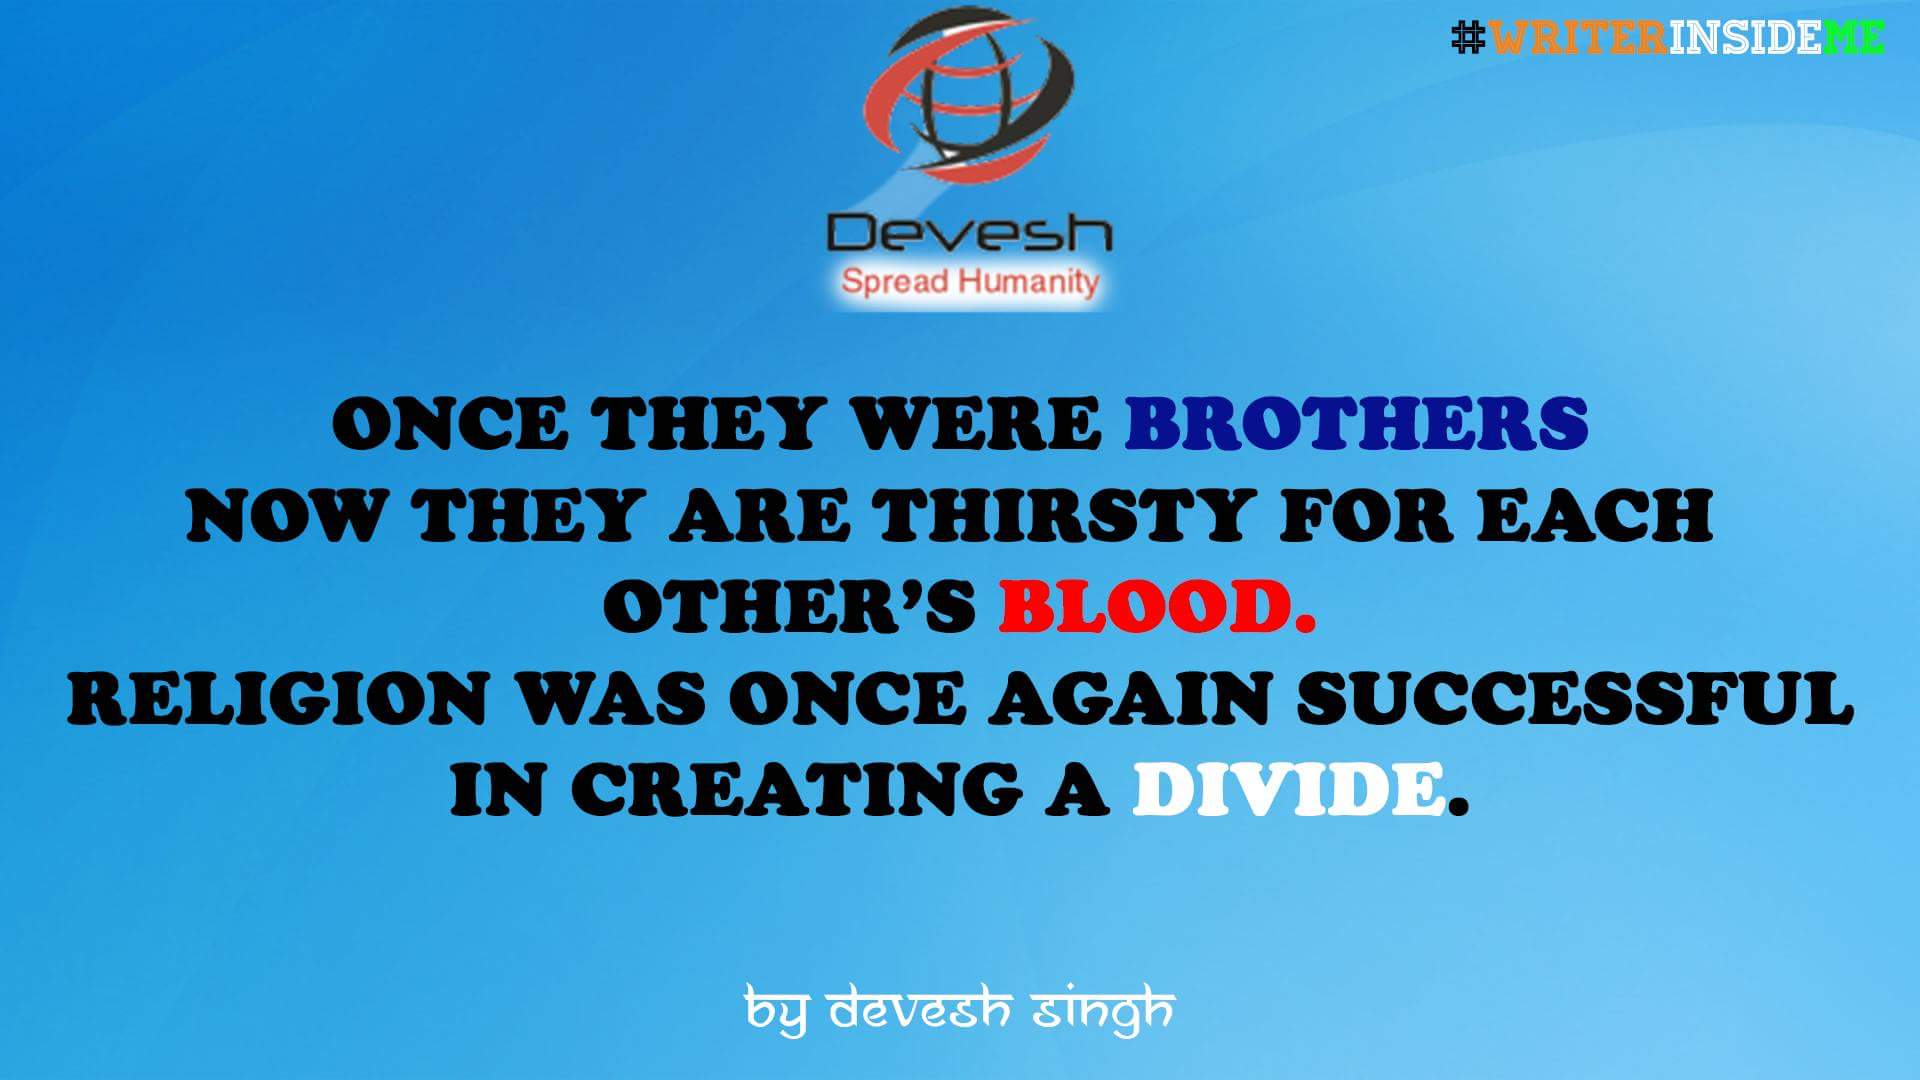 #WRITERINSIDEME
Devesh
Spread Humanity
ONCE THEY WERE BROTHERS
NOW THEY ARE THIRSTY FOR EACH
OTHER’S BLOOD.
RELIGION WAS ONCE AGAIN SUCCESSFUL
IN CREATING A DIVIDE.
by devesh singh